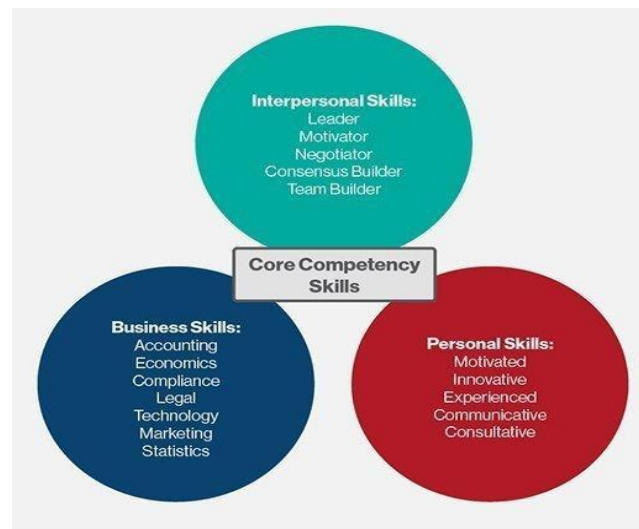 Interpersonal Skills:
Leader
Motivator
Negotiator
Consensus Builder
Team Builder
Core Competency
Skills
Business Skills:
Accounting
Economics
Compliance
Legal
Technology
Marketing
Statistics
Personal Skills:
Motivated
Innovative
Experienced
Communicative
Consultative